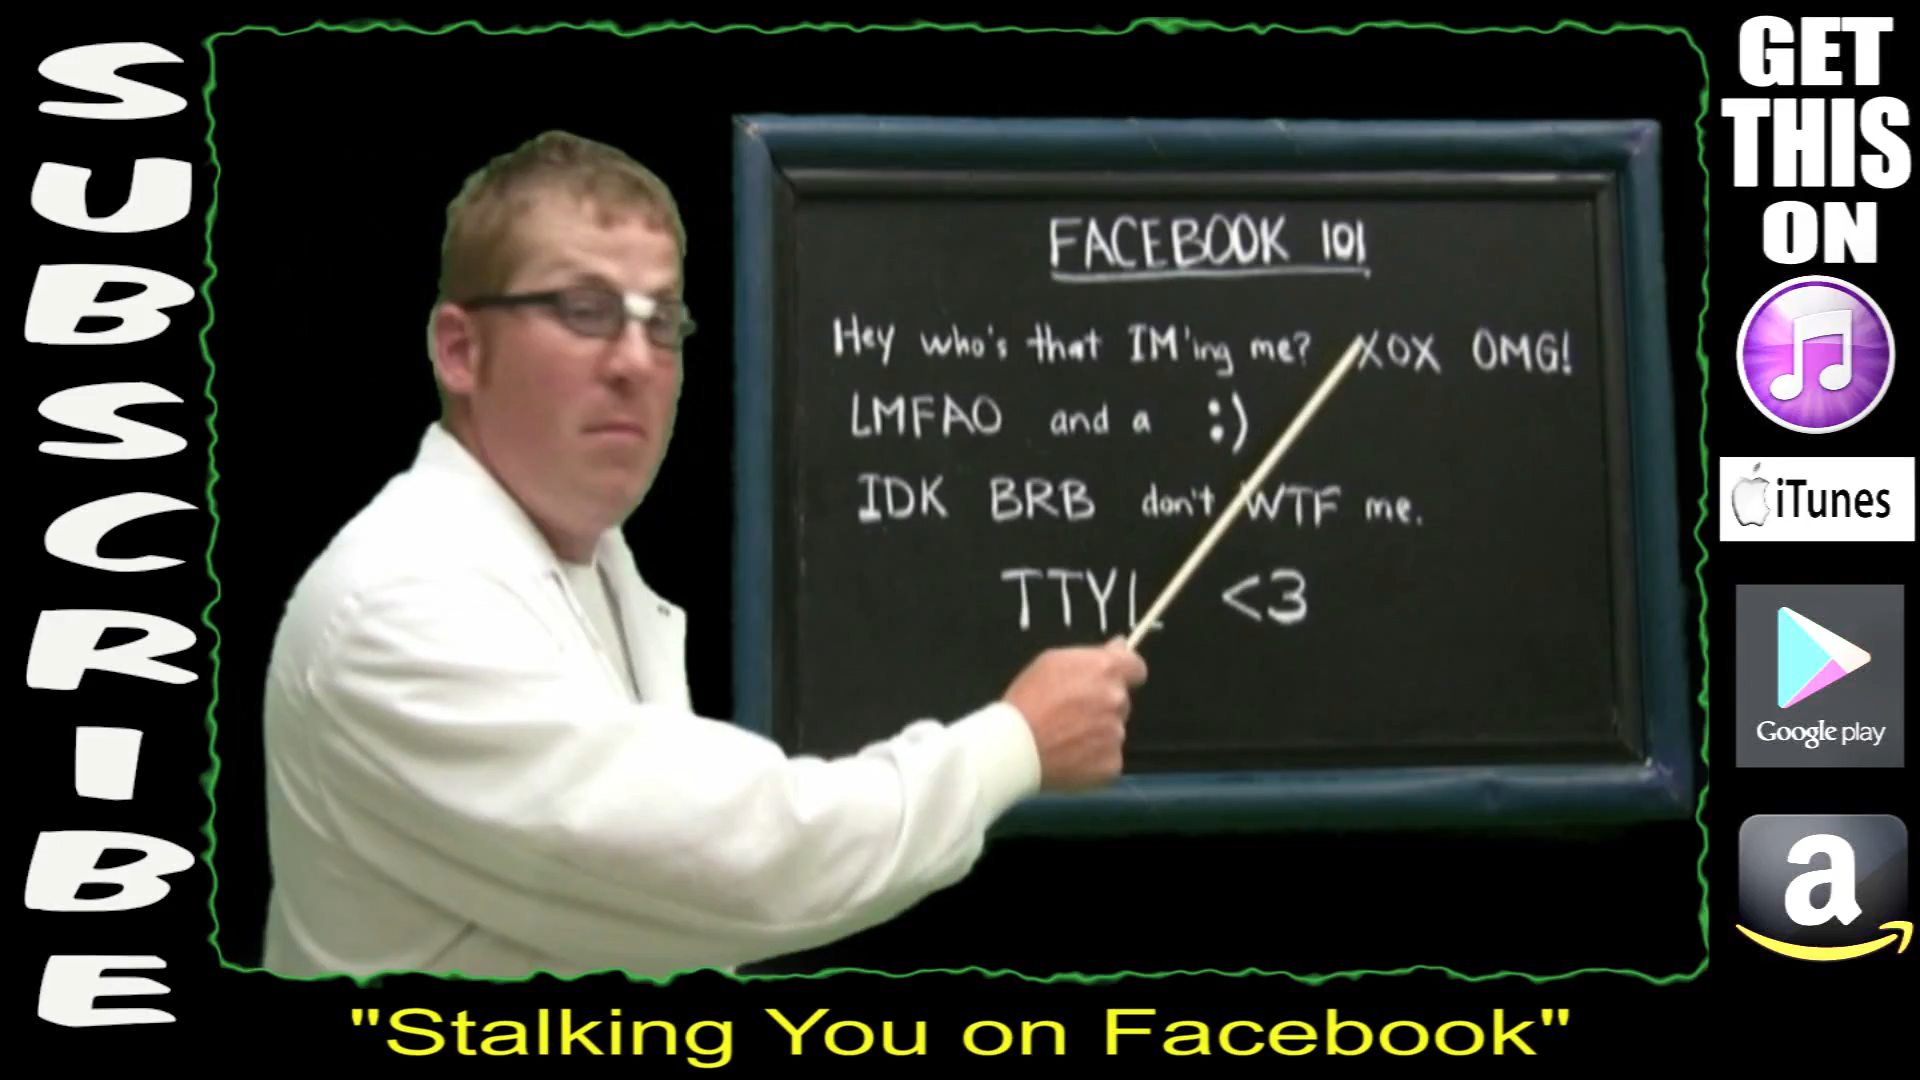 SUBSCRIBE
FACEBOOK 101
Hey who's that IM'ing me? XOX OMG!
LMFAO and a :)
IDK BRB don't WTF me.
TTYL <3
GET
THIS
ON
iTunes
Google play
a
"Stalking You on Facebook"